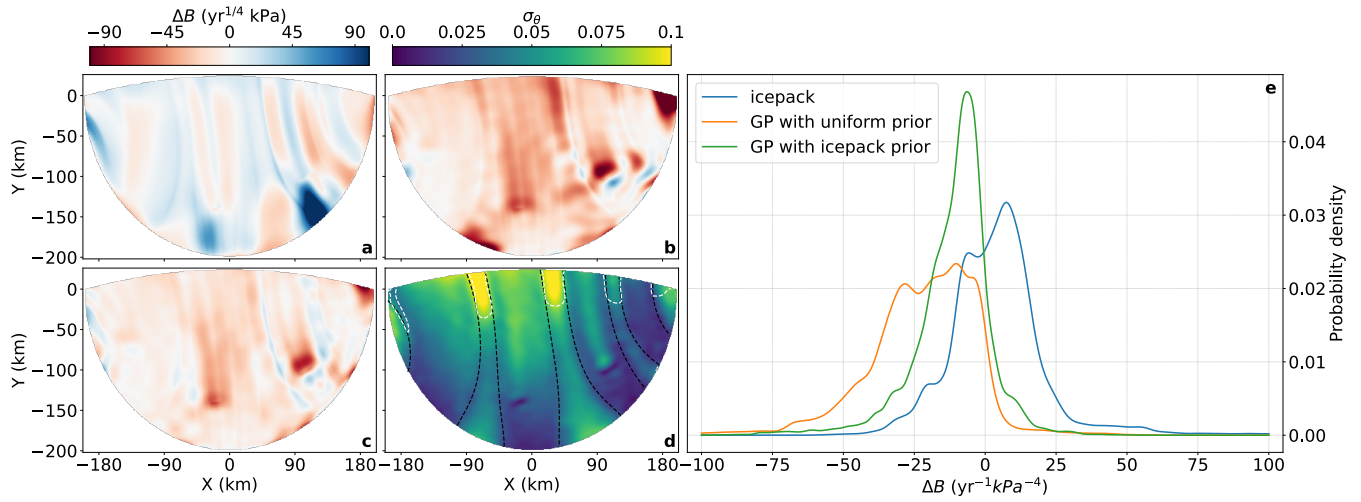 ΔB (yr^{1/4} kPa)
−90 −45 0 45 90
σ_θ
0.0 0.025 0.05 0.075 0.1
Y (km)
0
−50
−100
−150
−200
a
b
e
icepack
GP with uniform prior
GP with icepack prior
Y (km)
0
−50
−100
−150
−200
c
d
−180 −90 0 90 180
X (km)
−180 −90 0 90 180
X (km)
0.04
0.03
0.02
0.01
0.00
Probability density
−100 −75 −50 −25 0 25 50 75 100
ΔB (yr^{−1}kPa^{−4})